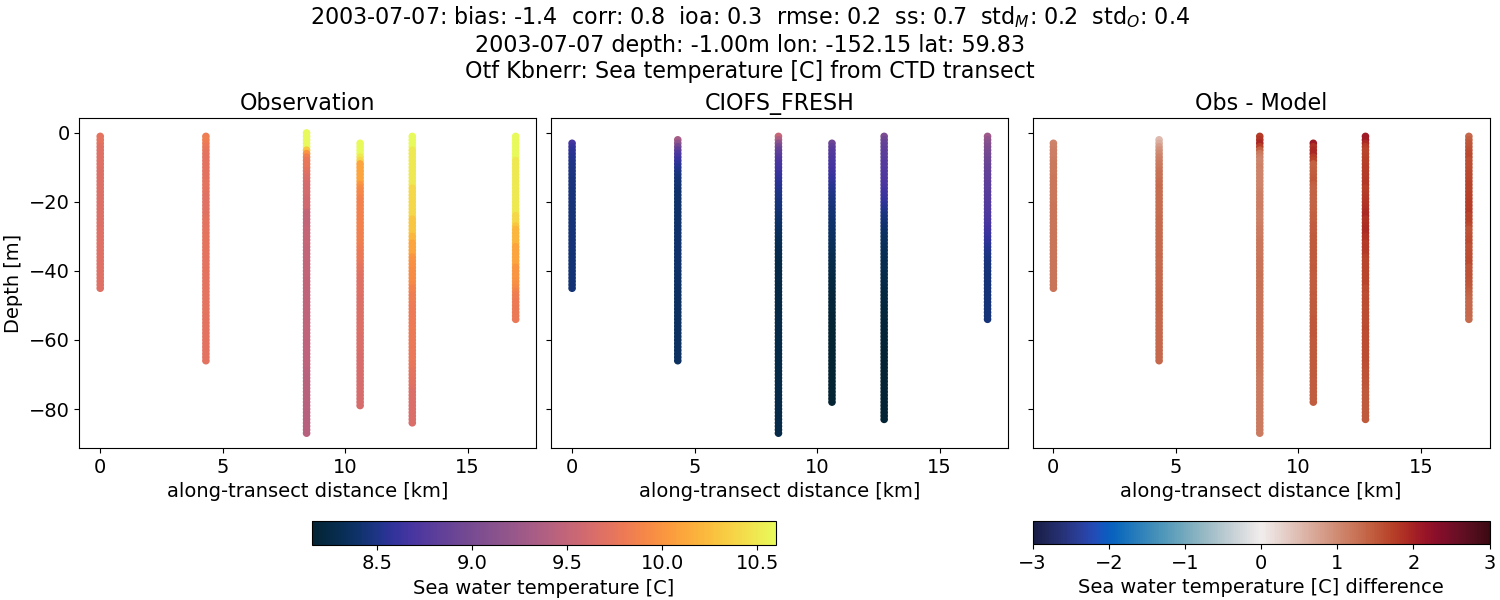 2003-07-07: bias: -1.4  corr: 0.8  ioa: 0.3  rmse: 0.2  ss: 0.7  std_M: 0.2  std_O: 0.4
2003-07-07 depth: -1.00m lon: -152.15 lat: 59.83
Otf Kbnerr: Sea temperature [C] from CTD transect
Observation
CIOFS_FRESH
Obs - Model
Depth [m]
0
−20
−40
−60
−80
0 5 10 15
0 5 10 15
0 5 10 15
along-transect distance [km]
along-transect distance [km]
along-transect distance [km]
8.5 9.0 9.5 10.0 10.5
Sea water temperature [C]
−3 −2 −1 0 1 2 3
Sea water temperature [C] difference